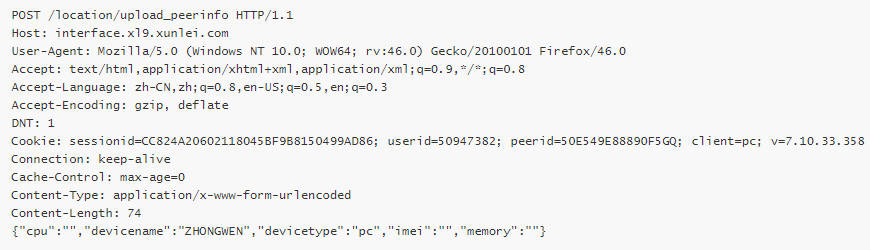 POST /location/upload_peerinfo HTTP/1.1
Host: interface.xl9.xunlei.com
User-Agent: Mozilla/5.0 (Windows NT 10.0; WOW64; rv:46.0) Gecko/20100101 Firefox/46.0
Accept: text/html,application/xhtml+xml,application/xml;q=0.9,*/*;q=0.8
Accept-Language: zh-CN,zh;q=0.8,en-US;q=0.5,en;q=0.3
Accept-Encoding: gzip, deflate
DNT: 1
Cookie: sessionid=CC824A20602118045BF9B8150499AD86; userid=50947382; peerid=50E549E88890F5GQ; client=pc; v=7.10.33.358
Connection: keep-alive
Cache-Control: max-age=0
Content-Type: application/x-www-form-urlencoded
Content-Length: 74
{"cpu":"","devicename":"ZHONGWEN","devicetype":"pc","imei":"","memory":""}